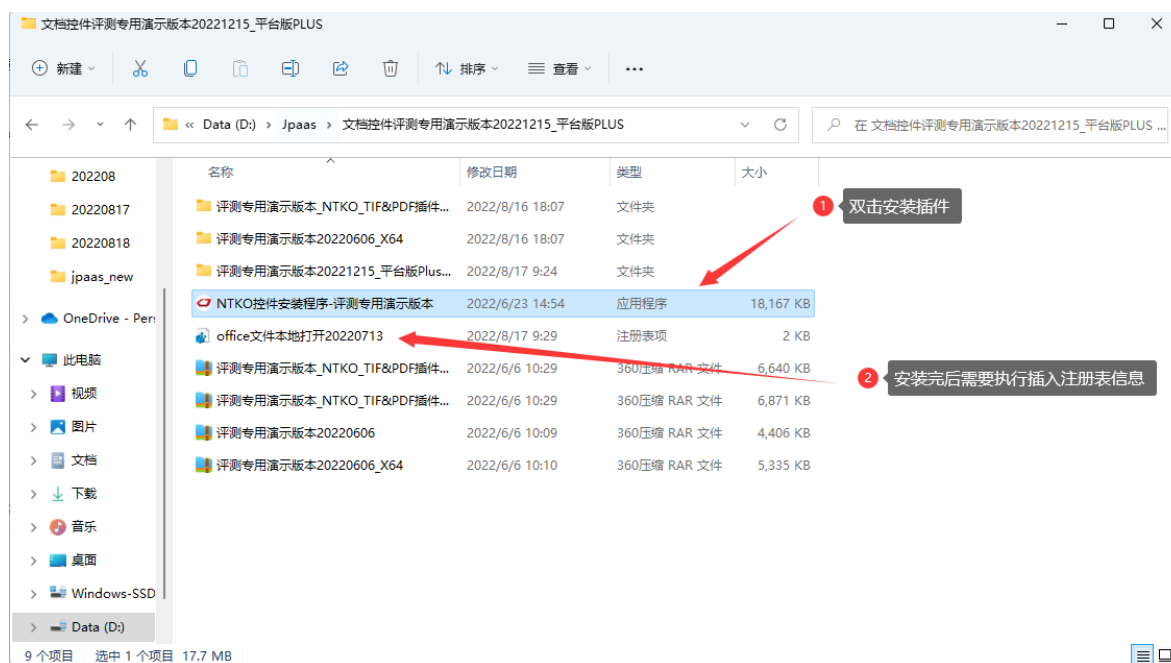 文档控件评测专用演示版本20221215_平台版PLUS
新建 排序 查看 ...
« Data (D:) › Jpaas › 文档控件评测专用演示版本20221215_平台版PLUS 在 文档控件评测专用演示版本20221215_平台版PLUS ...
名称 修改日期 类型 大小
202208
20220817
20220818
jpaas_new
OneDrive - Pers
此电脑
视频
图片
文档
下载
音乐
桌面
Windows-SSD
Data (D:)
评测专用演示版本_NTKO_TIF&PDF插件... 2022/8/16 18:07 文件夹
评测专用演示版本20220606_X64 2022/8/16 18:07 文件夹
评测专用演示版本20221215_平台版Plus... 2022/8/17 9:24 文件夹
NTKO控件安装程序-评测专用演示版本 2022/6/23 14:54 应用程序 18,167 KB
office文件本地打开20220713 2022/8/17 9:29 注册表项 2 KB
评测专用演示版本_NTKO_TIF&PDF插件... 2022/6/6 10:29 360压缩 RAR 文件 6,640 KB
评测专用演示版本_NTKO_TIF&PDF插件... 2022/6/6 10:29 360压缩 RAR 文件 6,871 KB
评测专用演示版本20220606 2022/6/6 10:09 360压缩 RAR 文件 4,406 KB
评测专用演示版本20220606_X64 2022/6/6 10:10 360压缩 RAR 文件 5,335 KB
1 双击安装插件
2 安装完后需要执行插入注册表信息
9 个项目 选中 1 个项目 17.7 MB